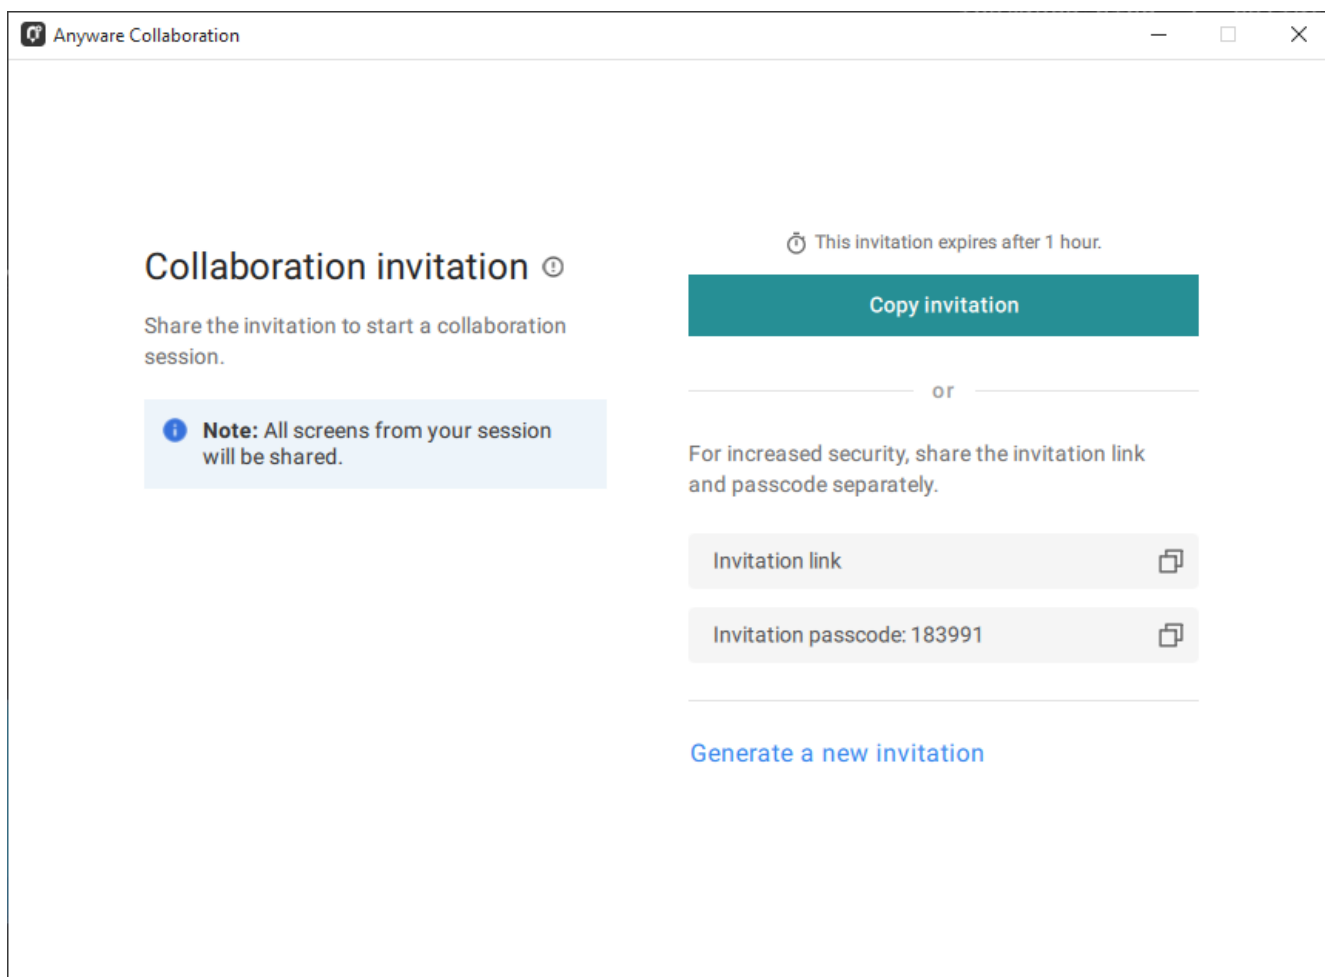 Anyware Collaboration
Collaboration invitation
Share the invitation to start a collaboration
session.
Note: All screens from your session
will be shared.
This invitation expires after 1 hour.
Copy invitation
or
For increased security, share the invitation link
and passcode separately.
Invitation link
Invitation passcode: 183991
Generate a new invitation